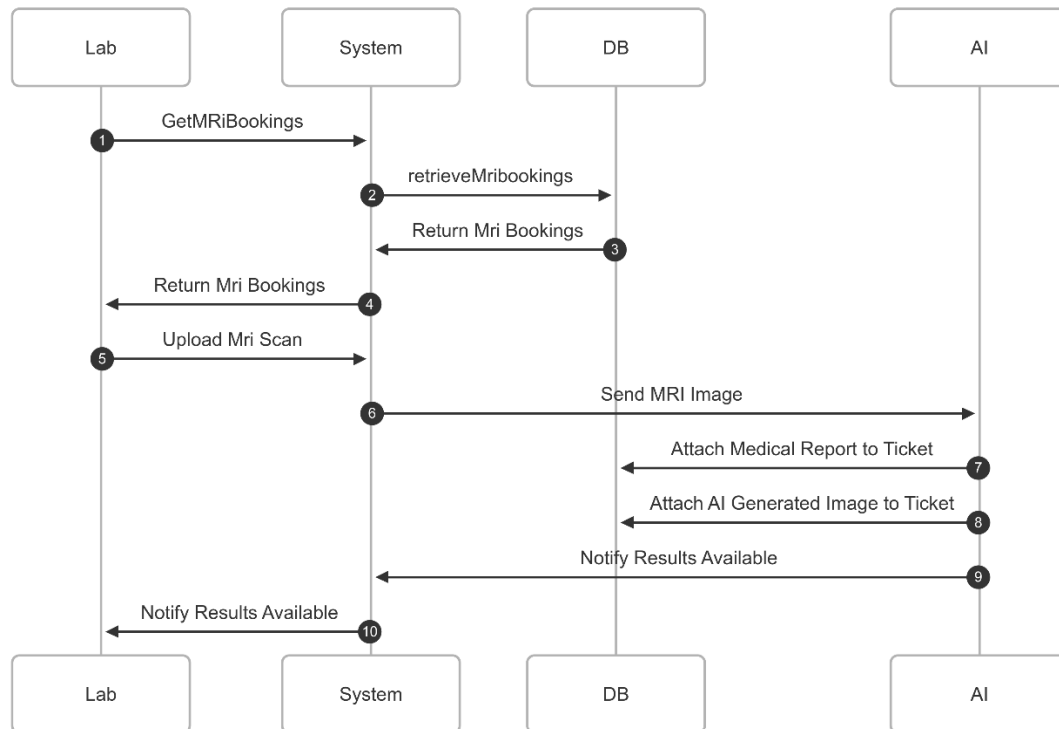 Lab
System
DB
AI
GetMRiBookings
1
retrieveMribookings
2
Return Mri Bookings
3
Return Mri Bookings
4
Upload Mri Scan
5
Send MRI Image
6
Attach Medical Report to Ticket
7
Attach AI Generated Image to Ticket
8
Notify Results Available
9
Notify Results Available
10
Lab
System
DB
AI